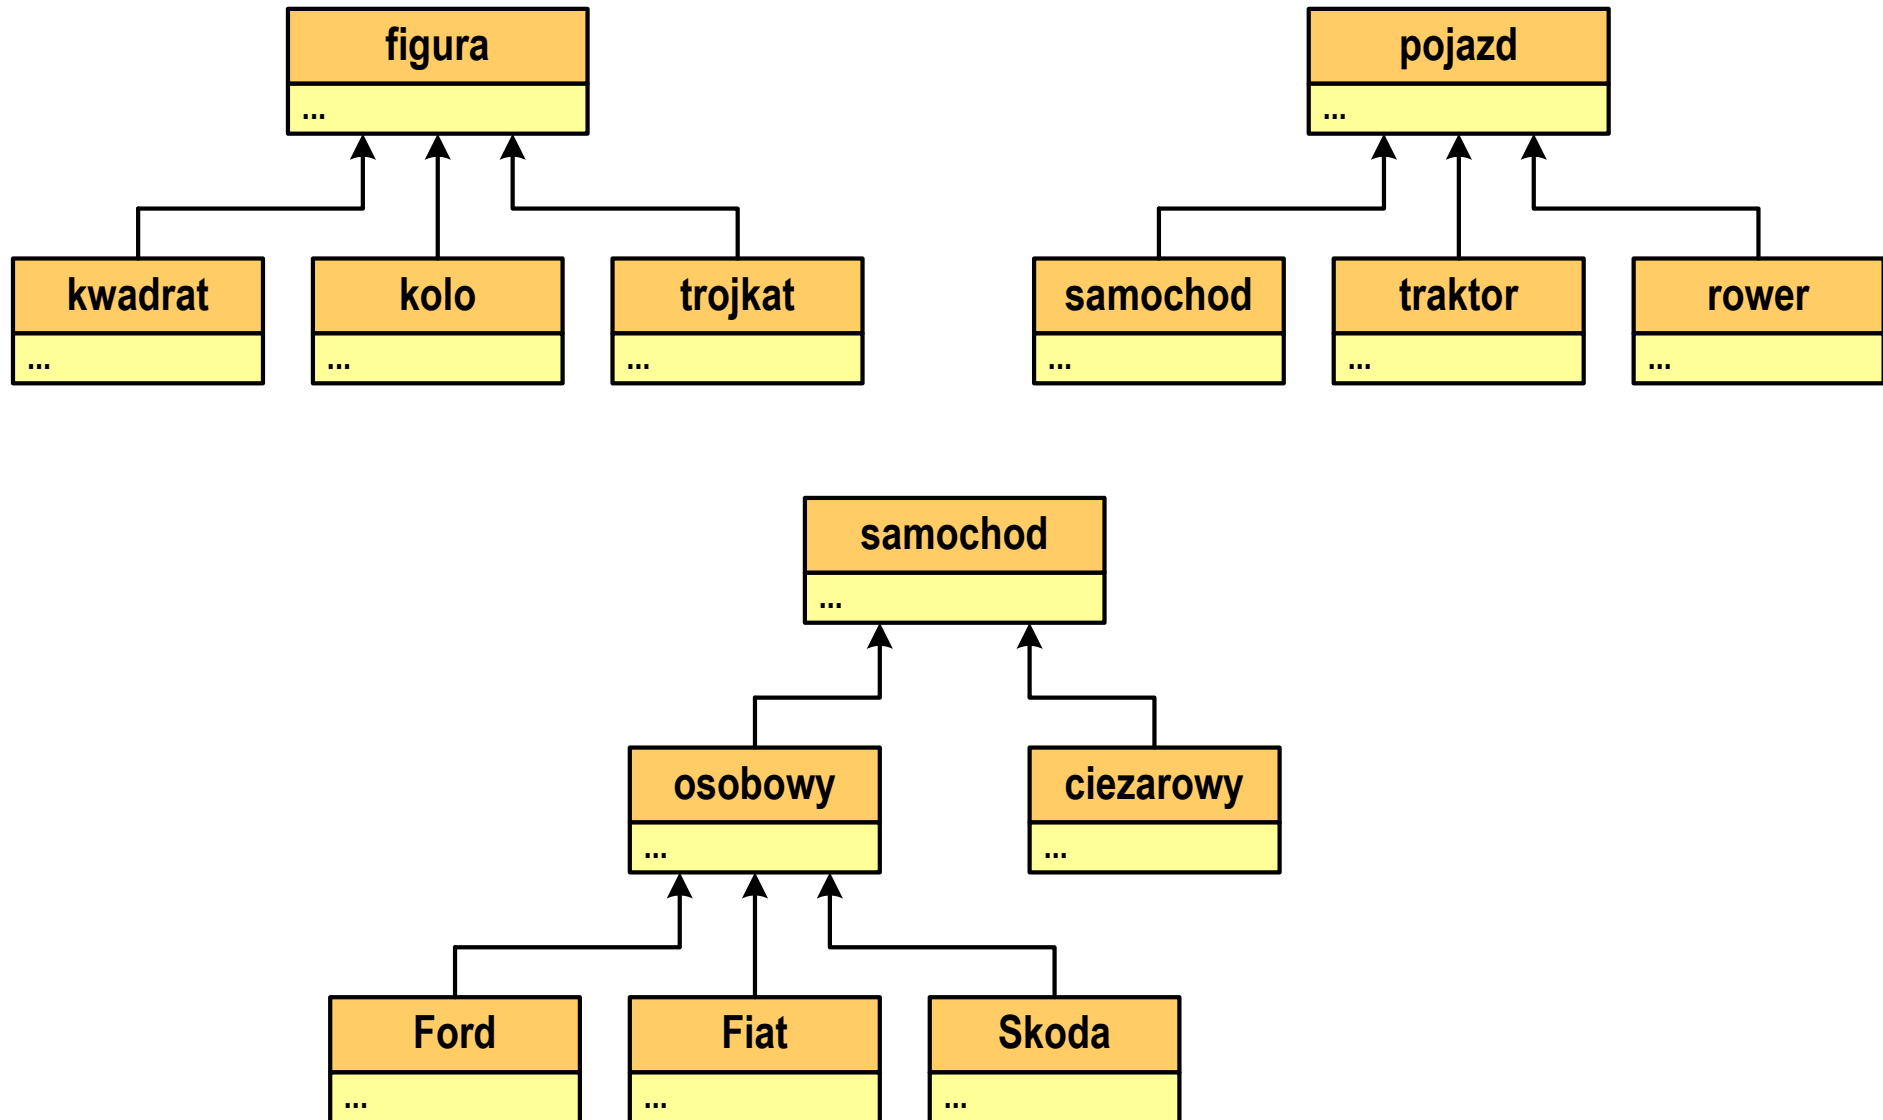 figura
...
pojazd
...
kwadrat
...
kolo
...
trojkat
...
samochod
...
traktor
...
rower
...
samochod
...
osobowy
...
ciezarowy
...
Ford
...
Fiat
...
Skoda
...